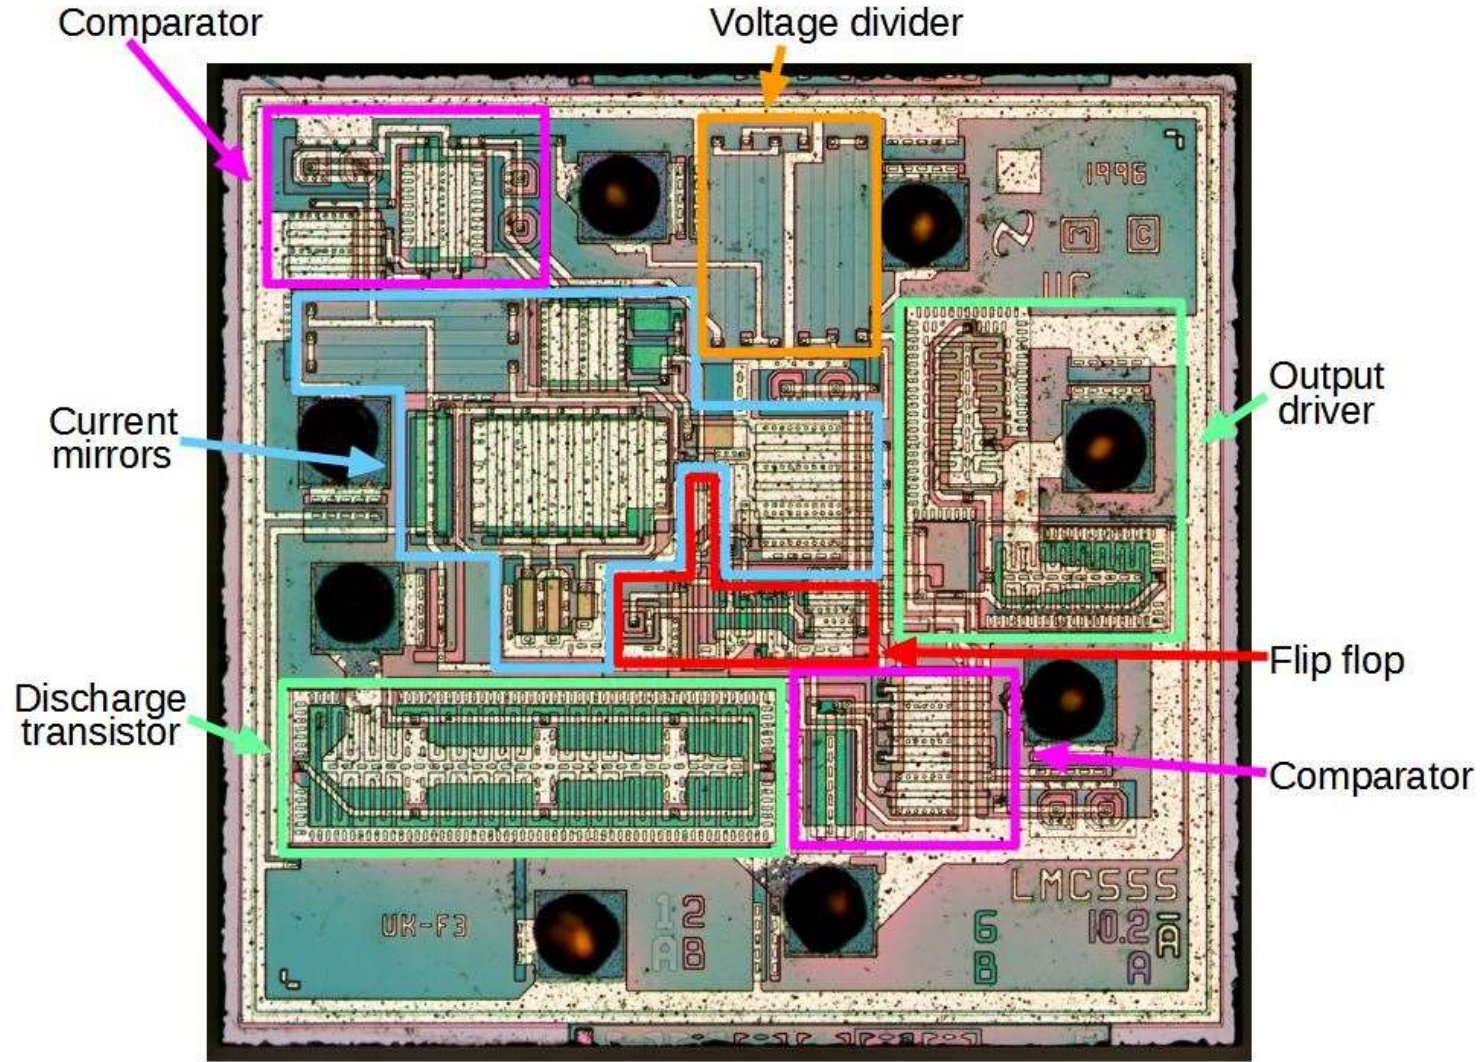 Comparator
Voltage divider
1996
M C
Output
driver
Current
mirrors
Flip flop
Discharge
transistor
Comparator
LMC555
UK-F3
12
AB
6
B
10.2
A
A